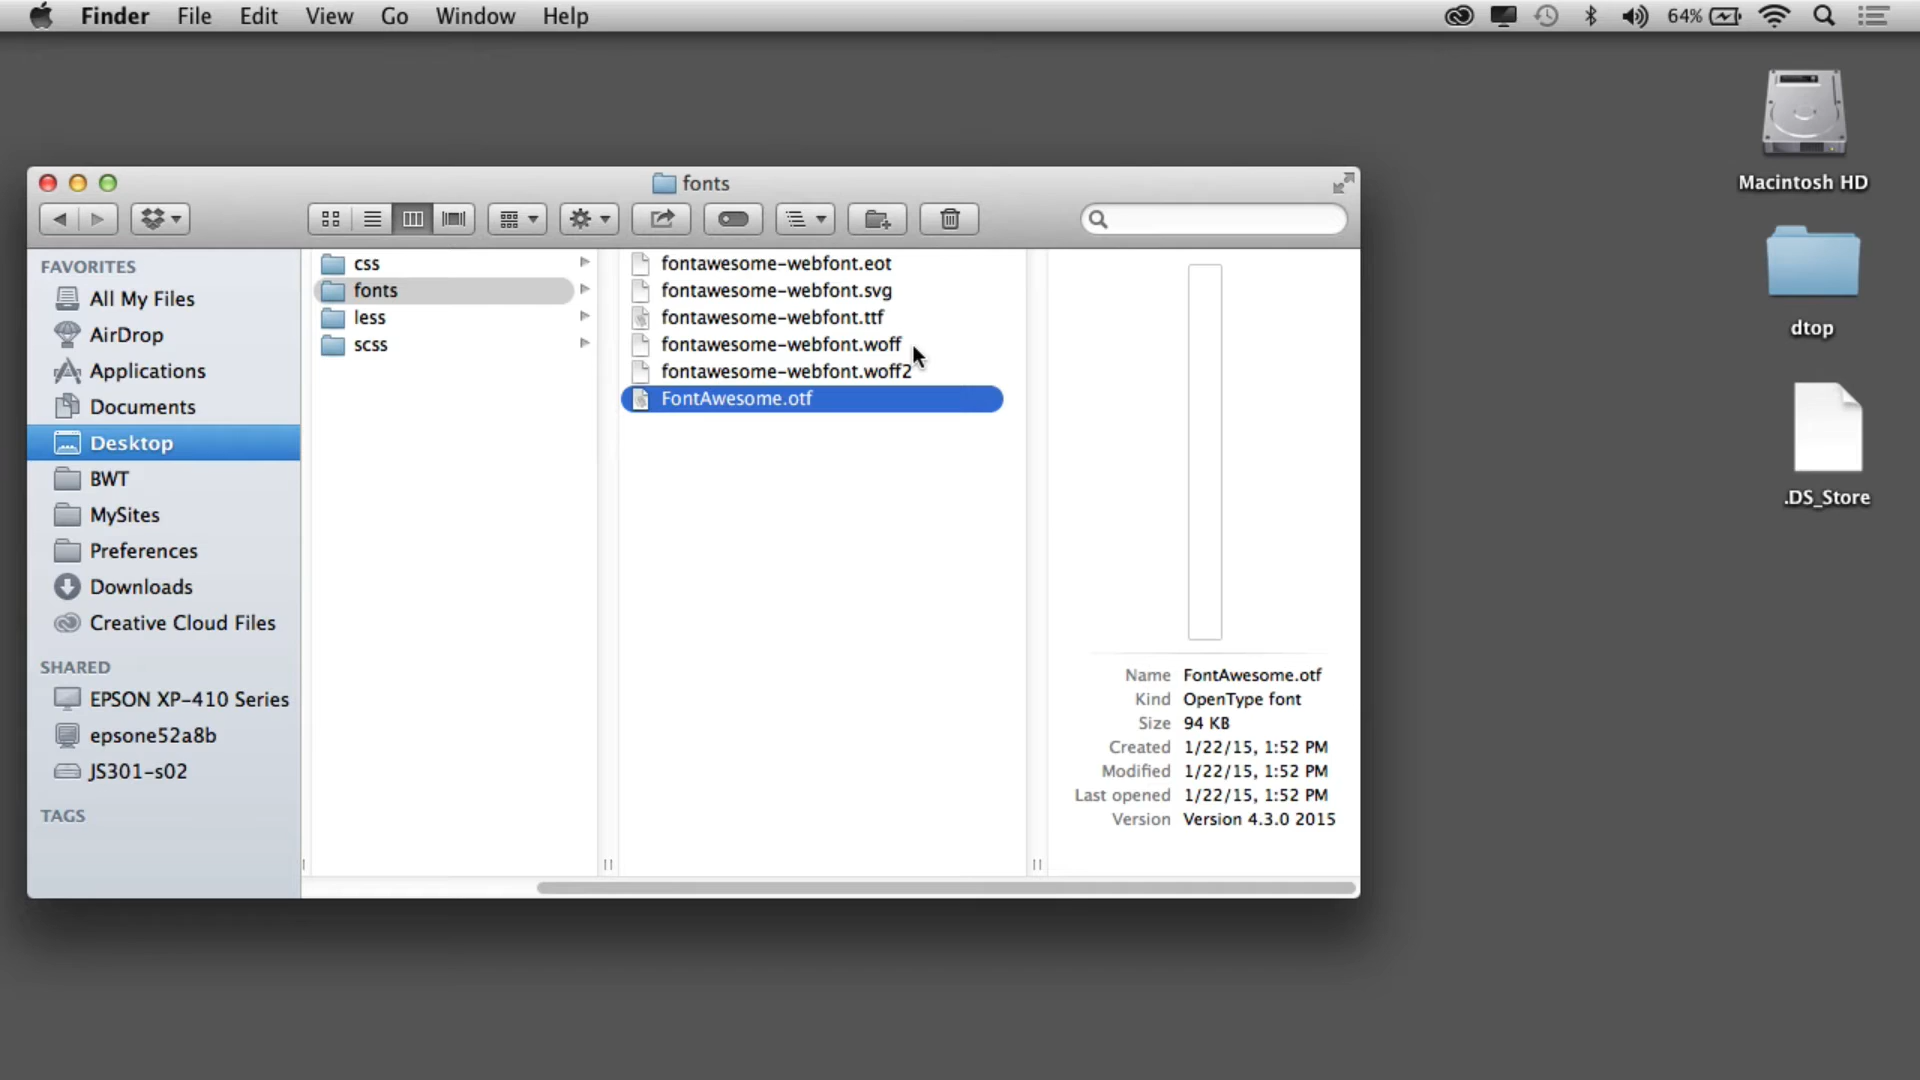 Finder File Edit View Go Window Help 64%
Macintosh HD
dtop
.DS_Store
fonts
FAVORITES
All My Files
AirDrop
Applications
Documents
Desktop
BWT
MySites
Preferences
Downloads
Creative Cloud Files
SHARED
EPSON XP-410 Series
epsone52a8b
JS301-s02
TAGS
css
fonts
less
scss
fontawesome-webfont.eot
fontawesome-webfont.svg
fontawesome-webfont.ttf
fontawesome-webfont.woff
fontawesome-webfont.woff2
FontAwesome.otf
Name FontAwesome.otf
Kind OpenType font
Size 94 KB
Created 1/22/15, 1:52 PM
Modified 1/22/15, 1:52 PM
Last opened 1/22/15, 1:52 PM
Version Version 4.3.0 2015